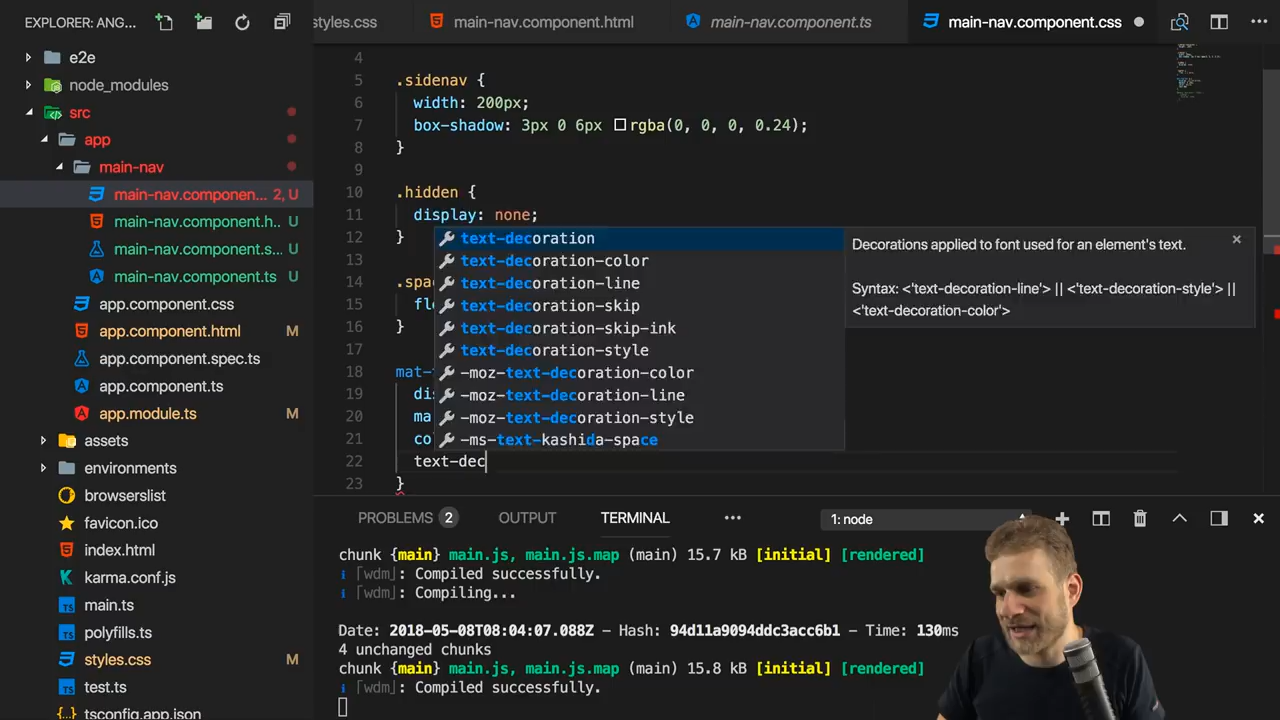 EXPLORER: ANG...
styles.css
main-nav.component.html
main-nav.component.ts
main-nav.component.css
e2e
node_modules
src
app
main-nav
main-nav.componen... 2, U
main-nav.component.h... U
main-nav.component.s... U
main-nav.component.ts U
app.component.css
app.component.html M
app.component.spec.ts
app.component.ts
app.module.ts M
assets
environments
browserslist
favicon.ico
index.html
karma.conf.js
main.ts
polyfills.ts
styles.css M
test.ts
tsconfig.app.json
4
5 .sidenav {
6 width: 200px;
7 box-shadow: 3px 0 6px rgba(0, 0, 0, 0.24);
8 }
9
10 .hidden {
11 display: none;
12 }
13
14 .spa
15 fl
16 }
17
18 mat-
19 dis
20 ma
21 co
22 text-dec
23 }
text-decoration
text-decoration-color
text-decoration-line
text-decoration-skip
text-decoration-skip-ink
text-decoration-style
-moz-text-decoration-color
-moz-text-decoration-line
-moz-text-decoration-style
-ms-text-kashida-space
Decorations applied to font used for an element's text.
Syntax: <'text-decoration-line'> || <'text-decoration-style'> ||
<'text-decoration-color'>
PROBLEMS 2 OUTPUT TERMINAL ... 1: node
chunk {main} main.js, main.js.map (main) 15.7 kB [initial] [rendered]
i ｢wdm｣: Compiled successfully.
i ｢wdm｣: Compiling...
Date: 2018-05-08T08:04:07.088Z - Hash: 94d11a9094ddc3acc6b1 - Time: 130ms
4 unchanged chunks
chunk {main} main.js, main.js.map (main) 15.8 kB [initial] [rendered]
i ｢wdm｣: Compiled successfully.